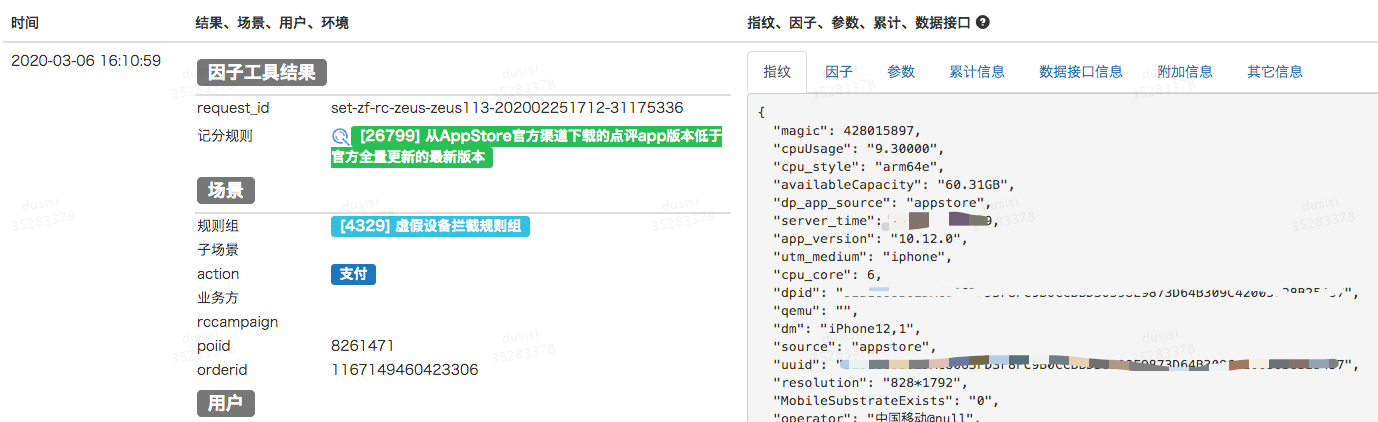 时间
结果、场景、用户、环境
指纹、因子、参数、累计、数据接口
2020-03-06 16:10:59
因子工具结果
request_id set-zf-rc-zeus-zeus113-202002251712-31175336
记分规则 [26799] 从AppStore官方渠道下载的点评app版本低于
官方全量更新的最新版本
场景
规则组 [4329] 虚假设备拦截规则组
子场景
action 支付
业务方
rccampaign
poiid 8261471
orderid 1167149460423306
用户
指纹 因子 参数 累计信息 数据接口信息 附加信息 其它信息
{
"magic": 428015897,
"cpuUsage": "9.30000",
"cpu_style": "arm64e",
"availableCapacity": "60.31GB",
"dp_app_source": "appstore",
"server_time":
"app_version": "10.12.0",
"utm_medium": "iphone",
"cpu_core": 6,
"dpid":
"qemu": "",
"dm": "iPhone12,1",
"source": "appstore",
"uuid":
"resolution": "828*1792",
"MobileSubstrateExists": "0",
"operator": "中国移动@null",
dusisi
35283378